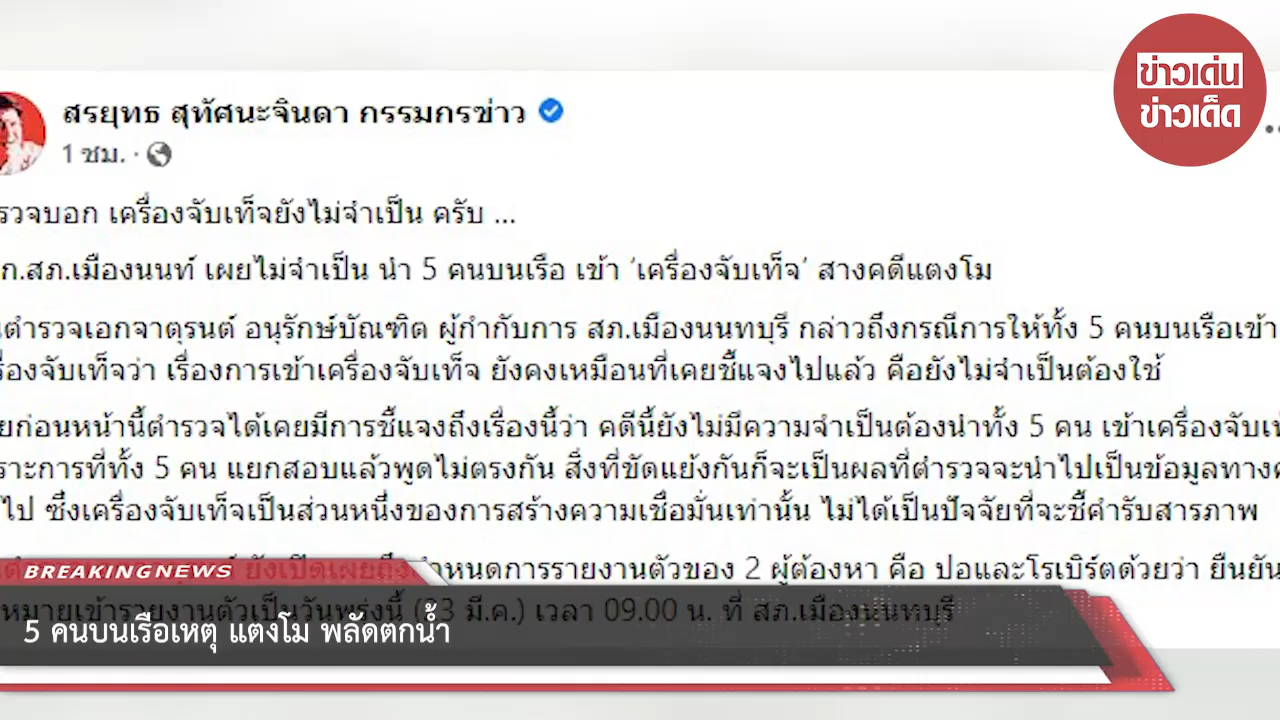 ข่าวเด่น
ข่าวเด็ด
สรยุทธ สุทัศนะจินดา กรรมกรข่าว
1 ชม. ·
รวจบอก เครื่องจับเท็จยังไม่จำเป็น ครับ ...
ก.สภ.เมืองนนท์ เผยไม่จำเป็น นำ 5 คนบนเรือ เข้า ‘เครื่องจับเท็จ’ สางคดีแตงโม
ตำรวจเอกจาตุรนต์ อนุรักษ์บัณฑิต ผู้กำกับการ สภ.เมืองนนทบุรี กล่าวถึงกรณีการให้ทั้ง 5 คนบนเรือเข้า
รื่องจับเท็จว่า เรื่องการเข้าเครื่องจับเท็จ ยังคงเหมือนที่เคยชี้แจงไปแล้ว คือยังไม่จำเป็นต้องใช้
ยก่อนหน้านี้ตำรวจได้เคยมีการชี้แจงถึงเรื่องนี้ว่า คดีนี้ยังไม่มีความจำเป็นต้องนำทั้ง 5 คน เข้าเครื่องจับเท็
ราะการที่ทั้ง 5 คน แยกสอบแล้วพูดไม่ตรงกัน สิ่งที่ขัดแย้งกันก็จะเป็นผลที่ตำรวจจะนำไปเป็นข้อมูลทางค
ไป ซึ่งเครื่องจับเท็จเป็นส่วนหนึ่งของการสร้างความเชื่อมั่นเท่านั้น ไม่ได้เป็นปัจจัยที่จะชี้คำรับสารภาพ
ยังเปิดเผยถึงกำหนดการรายงานตัวของ 2 ผู้ต้องหา คือ ปอและโรเบิร์ตด้วยว่า ยืนยัน
หมายเข้ารายงานตัวเป็นวันพรุ่งนี้ (23 มี.ค.) เวลา 09.00 น. ที่ สภ.เมืองนนทบุรี
BREAKING NEWS
5 คนบนเรือเหตุ แตงโม พลัดตกน้ำ